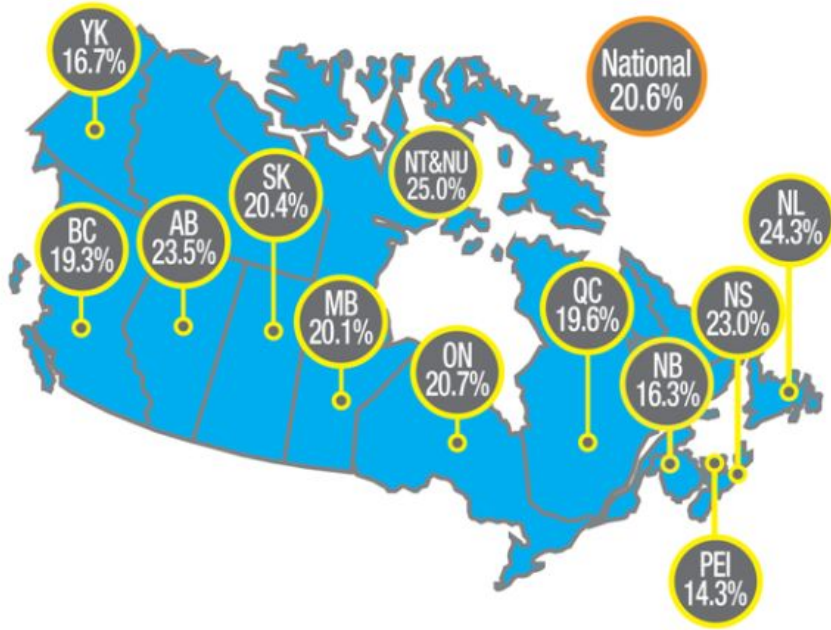 YK
16.7%
National
20.6%
NT&NU
25.0%
SK
20.4%
NL
24.3%
BC
19.3%
AB
23.5%
QC
19.6%
NS
23.0%
MB
20.1%
ON
20.7%
NB
16.3%
PEI
14.3%